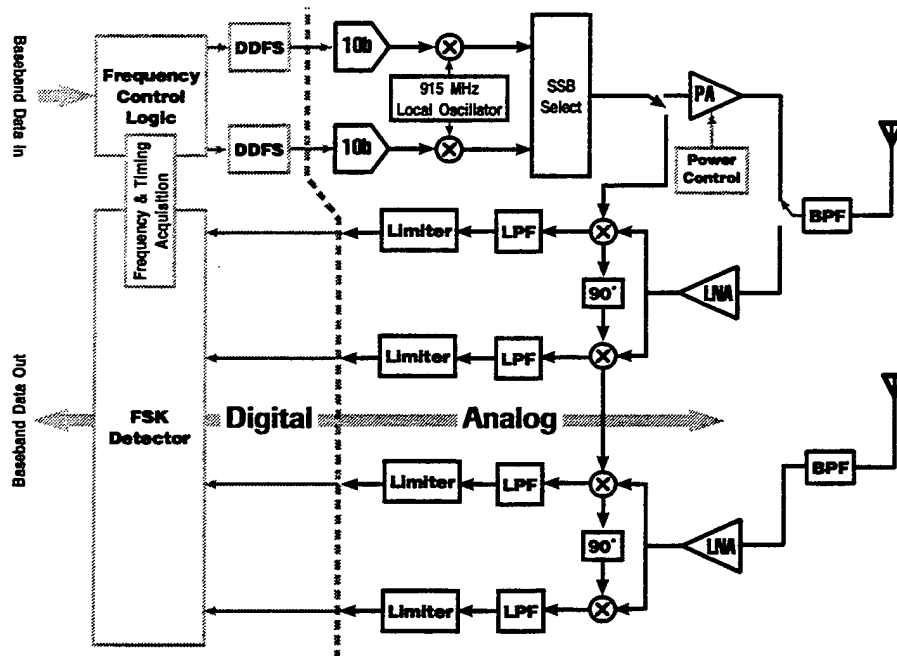 Baseband Data In
Frequency
Control
Logic
DDFS
10b
915 MHz
Local Oscillator
SSB
Select
PA
Power
Control
DDFS
10b
BPF
Frequency & Timing
Acquisition
Limiter
LPF
90°
LNA
Limiter
LPF
Baseband Data Out
FSK
Detector
Digital
Analog
BPF
Limiter
LPF
90°
LNA
Limiter
LPF